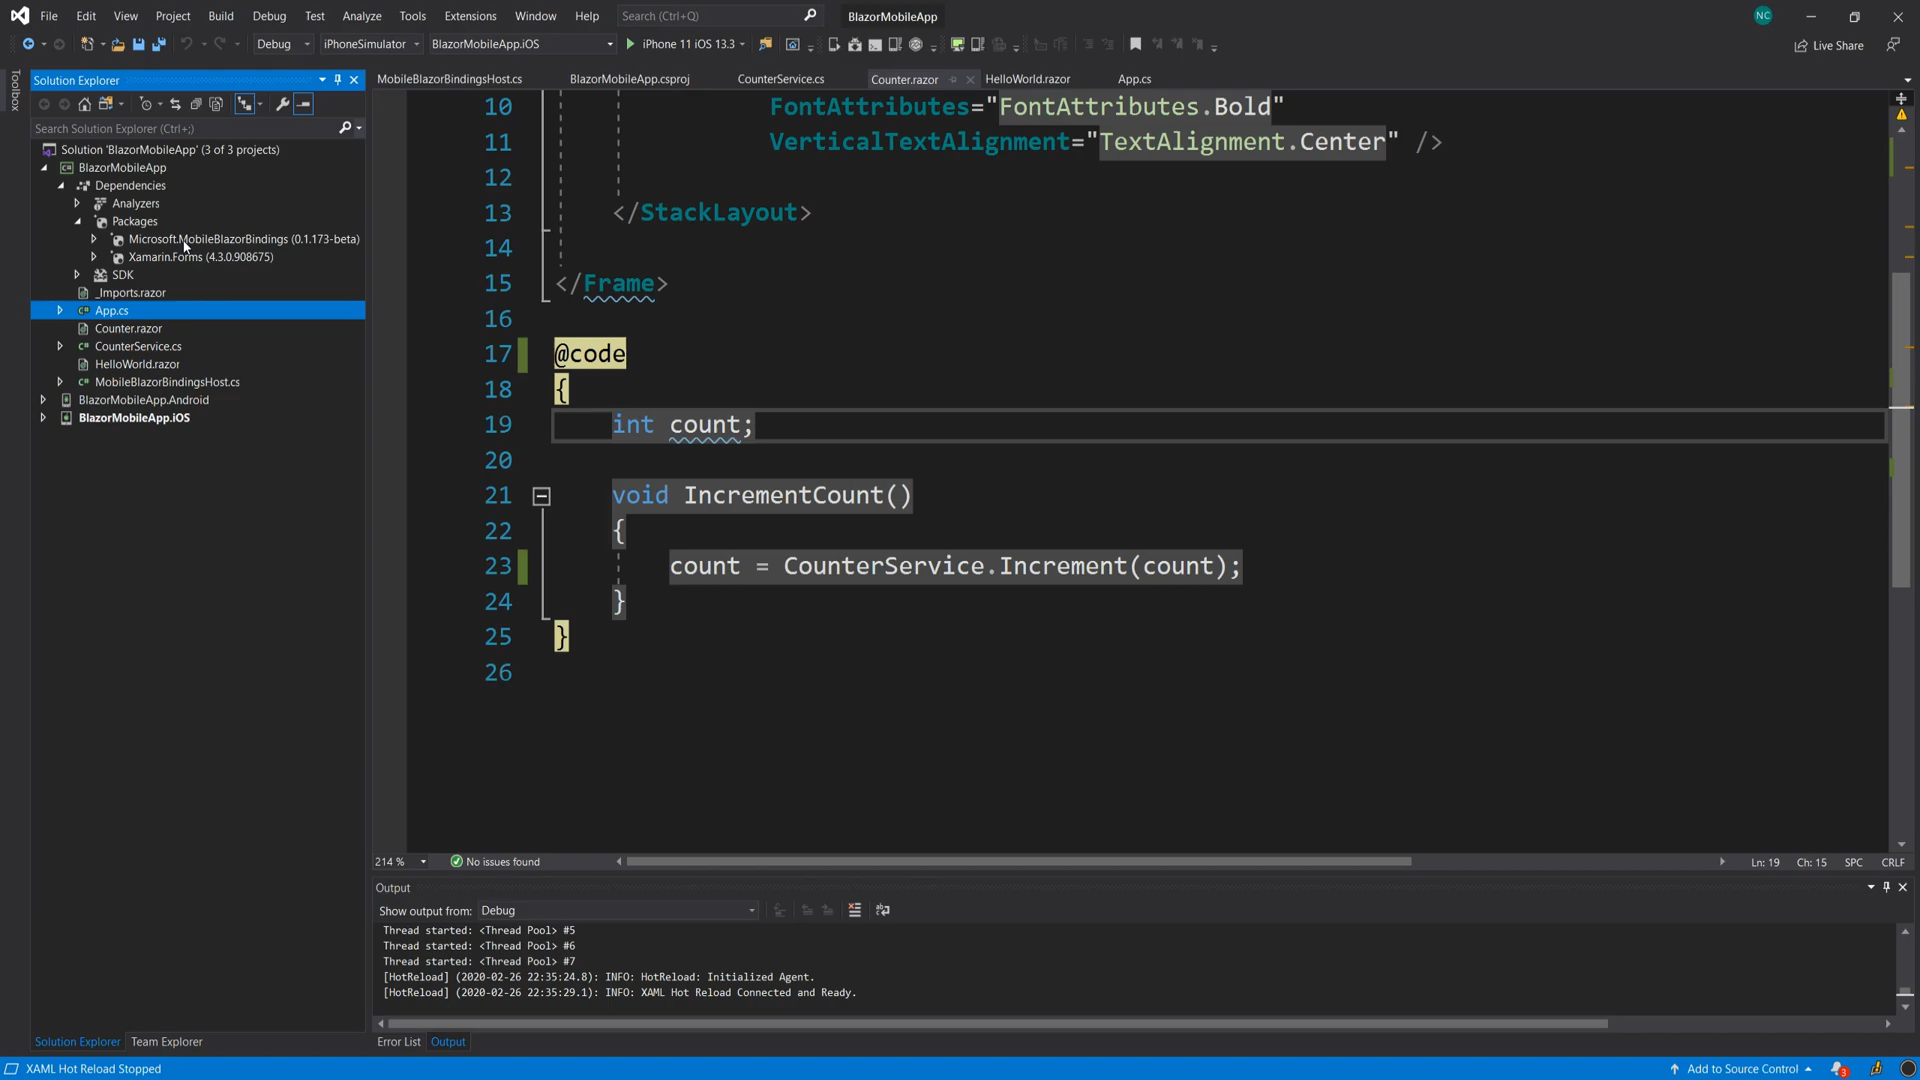 File Edit View Project Build Debug Test Analyze Tools Extensions Window Help Search (Ctrl+Q) BlazorMobileApp NC
Debug iPhoneSimulator BlazorMobileApp.iOS iPhone 11 iOS 13.3 Live Share
Toolbox
Solution Explorer
Search Solution Explorer (Ctrl+;)
Solution 'BlazorMobileApp' (3 of 3 projects)
BlazorMobileApp
Dependencies
Analyzers
Packages
Microsoft.MobileBlazorBindings (0.1.173-beta)
Xamarin.Forms (4.3.0.908675)
SDK
_Imports.razor
App.cs
Counter.razor
CounterService.cs
HelloWorld.razor
MobileBlazorBindingsHost.cs
BlazorMobileApp.Android
BlazorMobileApp.iOS
Solution Explorer Team Explorer
MobileBlazorBindingsHost.cs BlazorMobileApp.csproj CounterService.cs Counter.razor HelloWorld.razor App.cs
10 FontAttributes="FontAttributes.Bold"
11 VerticalTextAlignment="TextAlignment.Center" />
12
13 </StackLayout>
14
15 </Frame>
16
17 @code
18 {
19 int count;
20
21 void IncrementCount()
22 {
23 count = CounterService.Increment(count);
24 }
25 }
26
214 % No issues found Ln: 19 Ch: 15 SPC CRLF
Output
Show output from: Debug
Thread started: <Thread Pool> #5
Thread started: <Thread Pool> #6
Thread started: <Thread Pool> #7
[HotReload] (2020-02-26 22:35:24.8): INFO: HotReload: Initialized Agent.
[HotReload] (2020-02-26 22:35:29.1): INFO: XAML Hot Reload Connected and Ready.
Error List Output
XAML Hot Reload Stopped Add to Source Control 3